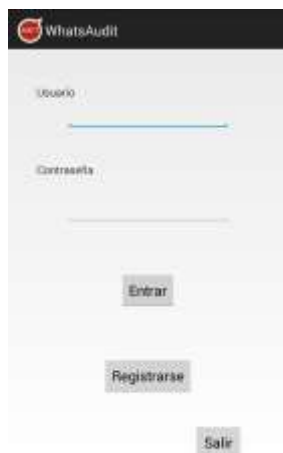 WhatsAudit
Usuario
Contraseña
Entrar
Registrarse
Salir